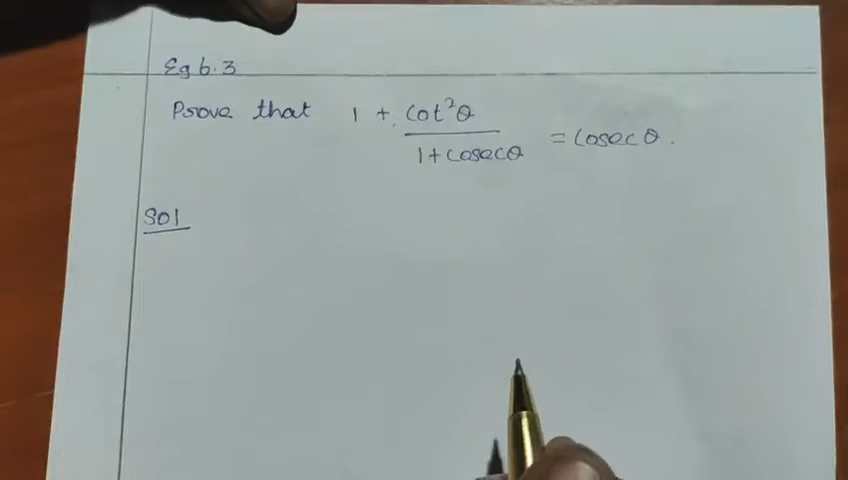 Eg 6.3
Prove that 1 + cot²θ / 1+cosecθ = cosecθ.
Sol